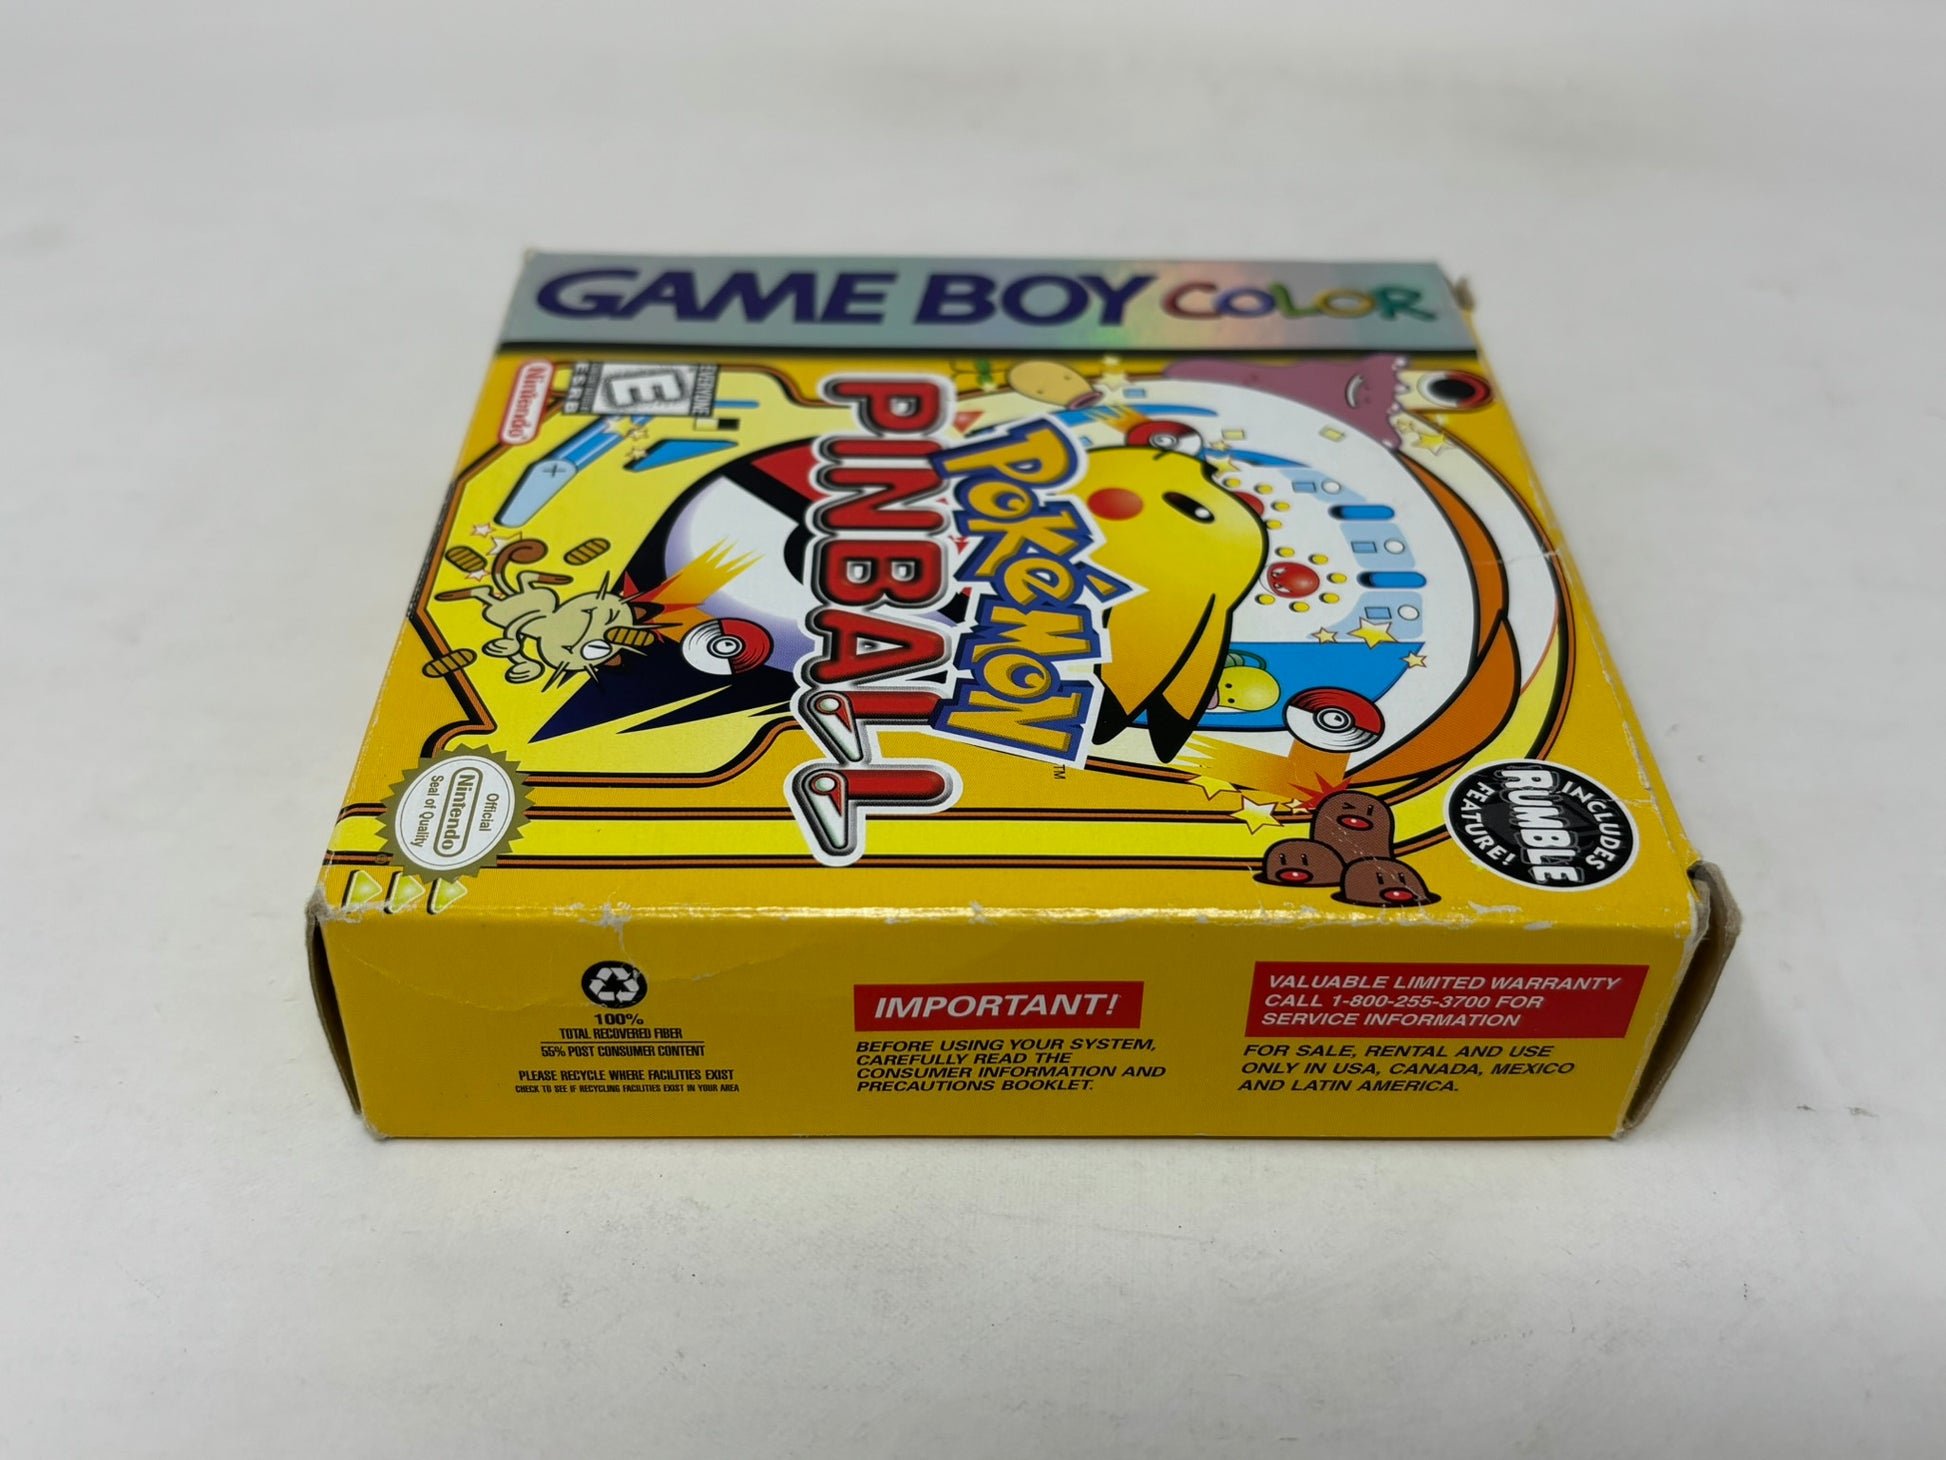 GAME BOY COLOR
Nintendo
EVERYONE
E
ESRB
POKéMON
TM
PINBALL
Official
Nintendo
Seal of Quality
INCLUDES
RUMBLE
FEATURE!
100%
TOTAL RECOVERED FIBER
55% POST CONSUMER CONTENT
PLEASE RECYCLE WHERE FACILITIES EXIST
CHECK TO SEE IF RECYCLING FACILITIES EXIST IN YOUR AREA
IMPORTANT!
BEFORE USING YOUR SYSTEM,
CAREFULLY READ THE
CONSUMER INFORMATION AND
PRECAUTIONS BOOKLET.
VALUABLE LIMITED WARRANTY
CALL 1-800-255-3700 FOR
SERVICE INFORMATION
FOR SALE, RENTAL AND USE
ONLY IN USA, CANADA, MEXICO
AND LATIN AMERICA.